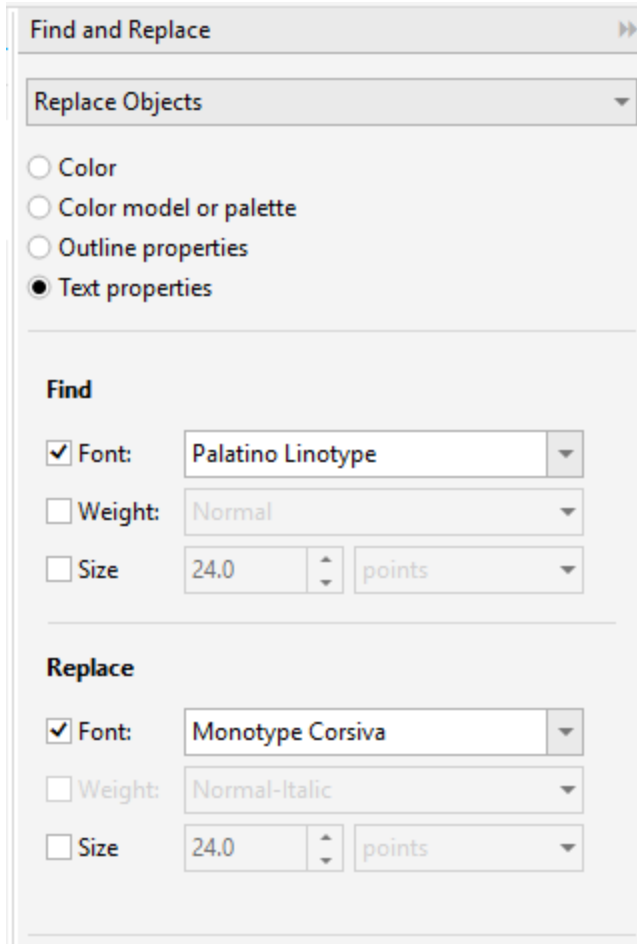 Find and Replace
Replace Objects
Color
Color model or palette
Outline properties
Text properties
Find
Font: Palatino Linotype
Weight: Normal
Size 24.0 points
Replace
Font: Monotype Corsiva
Weight: Normal-Italic
Size 24.0 points